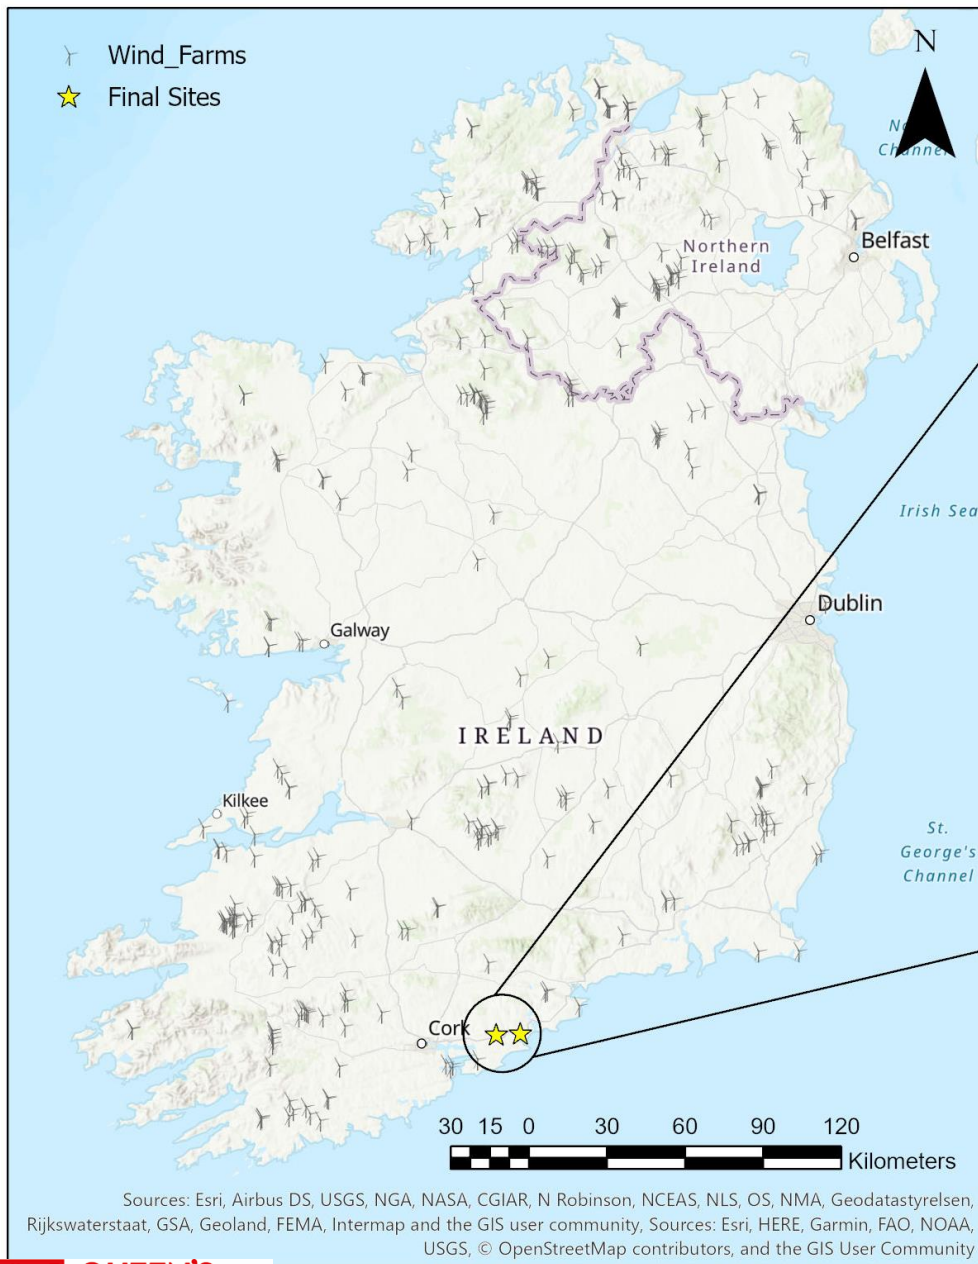 Wind_Farms
Final Sites
N
Channel
Belfast
Northern
Ireland
Irish Sea
Dublin
Galway
IRELAND
Kilkee
St.
George's
Channel
Cork
30 15 0 30 60 90 120
Kilometers
Sources: Esri, Airbus DS, USGS, NGA, NASA, CGIAR, N Robinson, NCEAS, NLS, OS, NMA, Geodatastyrelsen,
Rijkswaterstaat, GSA, Geoland, FEMA, Intermap and the GIS user community, Sources: Esri, HERE, Garmin, FAO, NOAA,
USGS, © OpenStreetMap contributors, and the GIS User Community